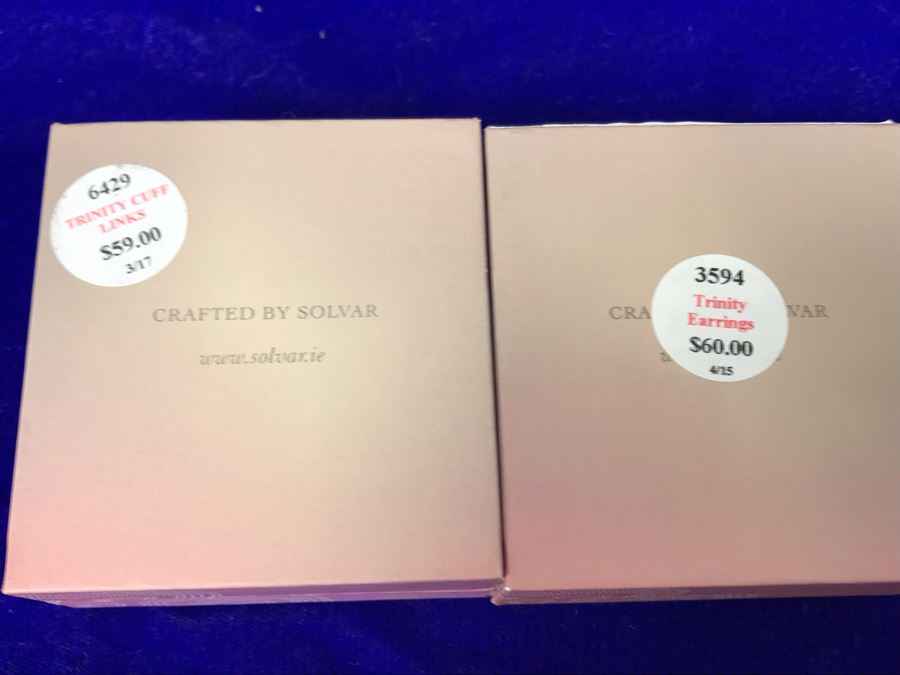 6429
TRINITY CUFF
LINKS
$59.00
3/17
CRAFTED BY SOLVAR
www.solvar.ie
3594
Trinity
Earrings
$60.00
4/15